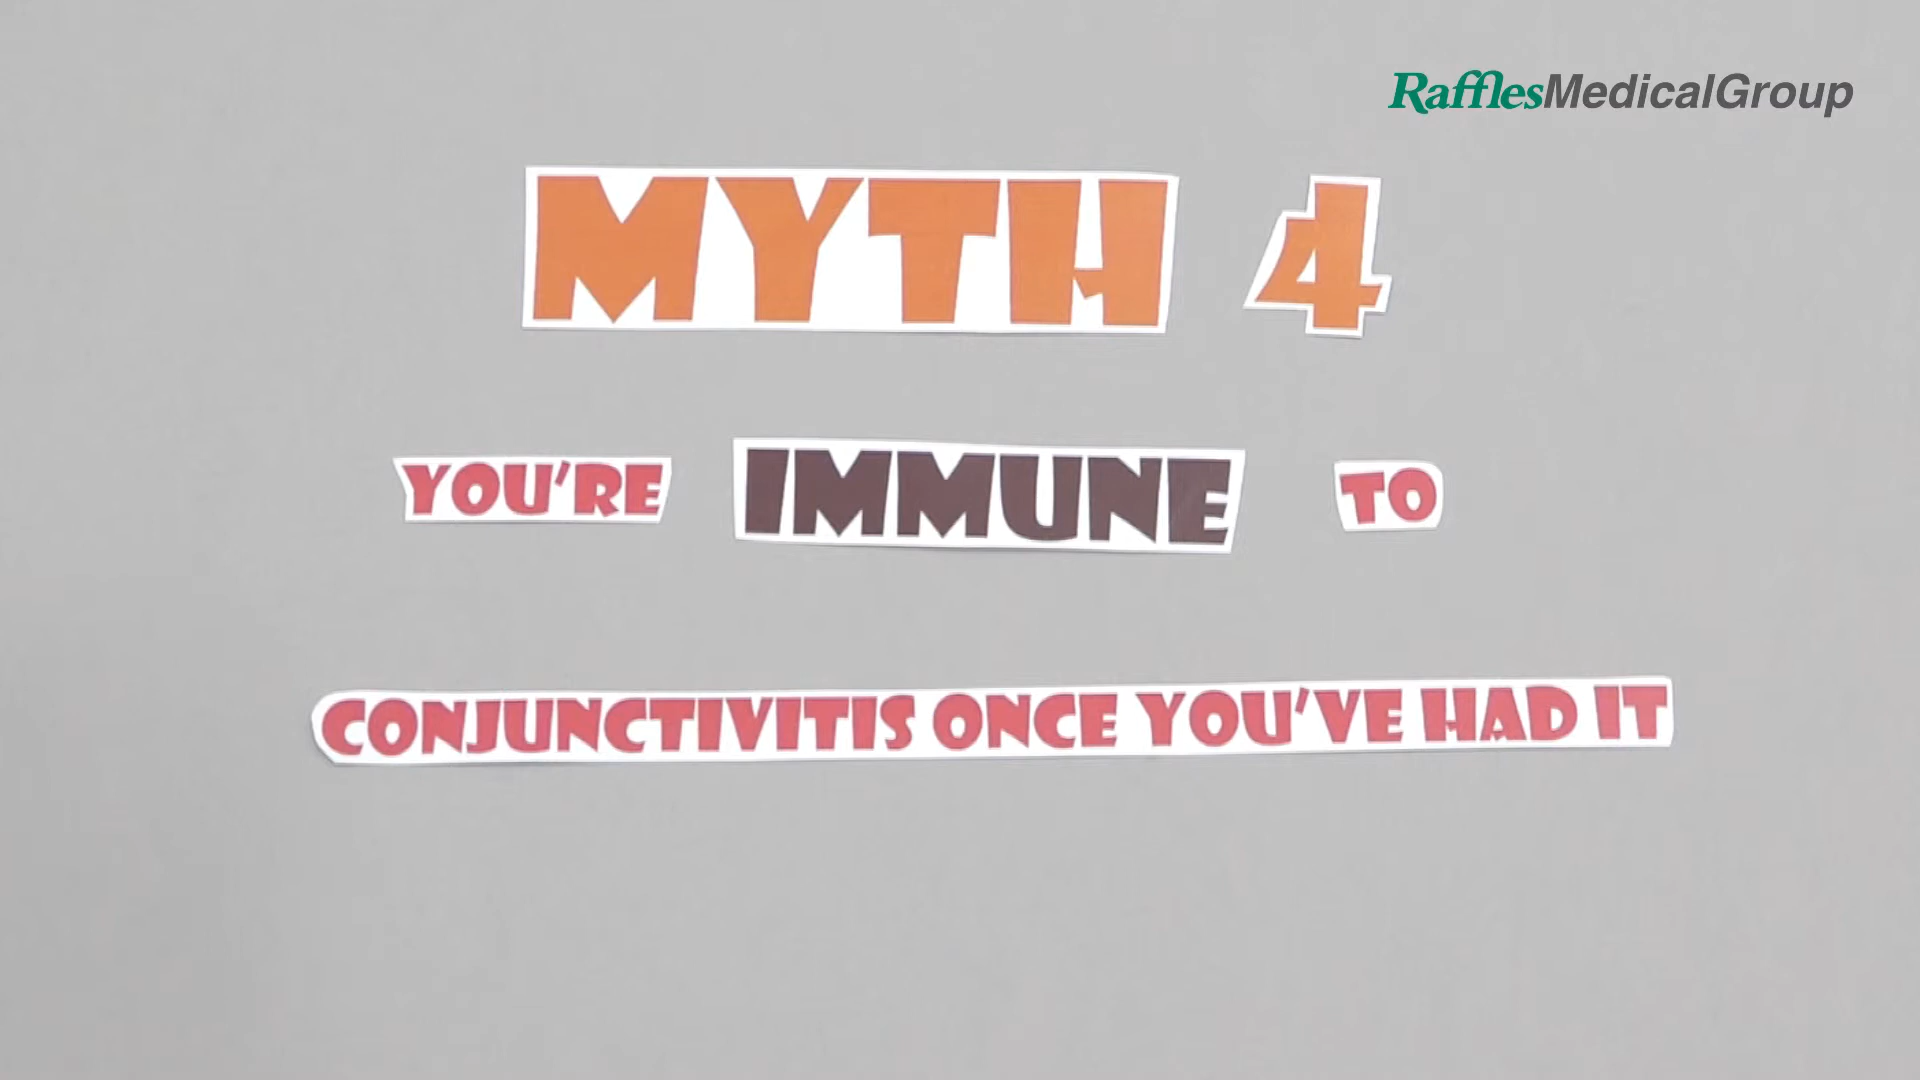 RafflesMedicalGroup
MYTH 4
YOU'RE IMMUNE TO
CONJUNCTIVITIS ONCE YOU'VE HAD IT